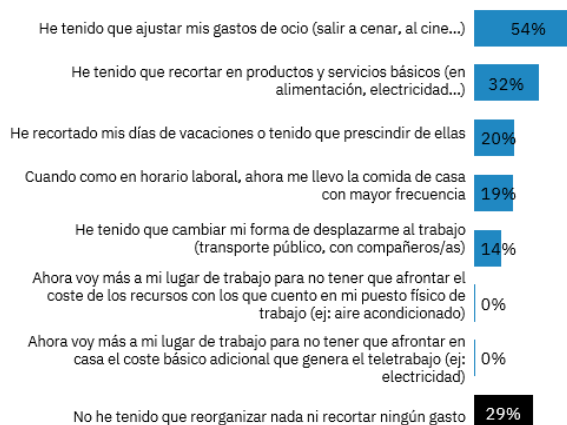 He tenido que ajustar mis gastos de ocio (salir a cenar, al cine...)
54%
He tenido que recortar en productos y servicios básicos (en
alimentación, electricidad...)
32%
He recortado mis días de vacaciones o tenido que prescindir de ellas
20%
Cuando como en horario laboral, ahora me llevo la comida de casa
con mayor frecuencia
19%
He tenido que cambiar mi forma de desplazarme al trabajo
(transporte público, con compañeros/as)
14%
Ahora voy más a mi lugar de trabajo para no tener que afrontar el
coste de los recursos con los que cuento en mi puesto físico de
trabajo (ej: aire acondicionado)
0%
Ahora voy más a mi lugar de trabajo para no tener que afrontar en
casa el coste básico adicional que genera el teletrabajo (ej:
electricidad)
0%
No he tenido que reorganizar nada ni recortar ningún gasto
29%